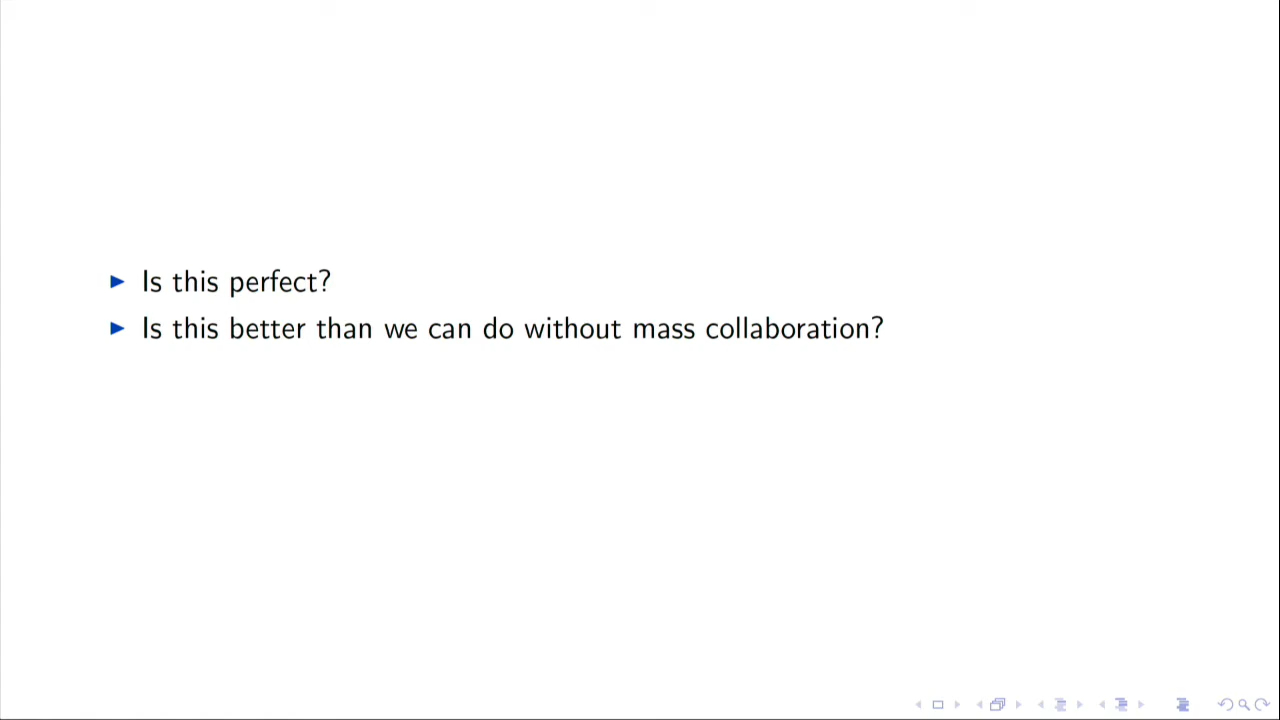 Is this perfect?
Is this better than we can do without mass collaboration?